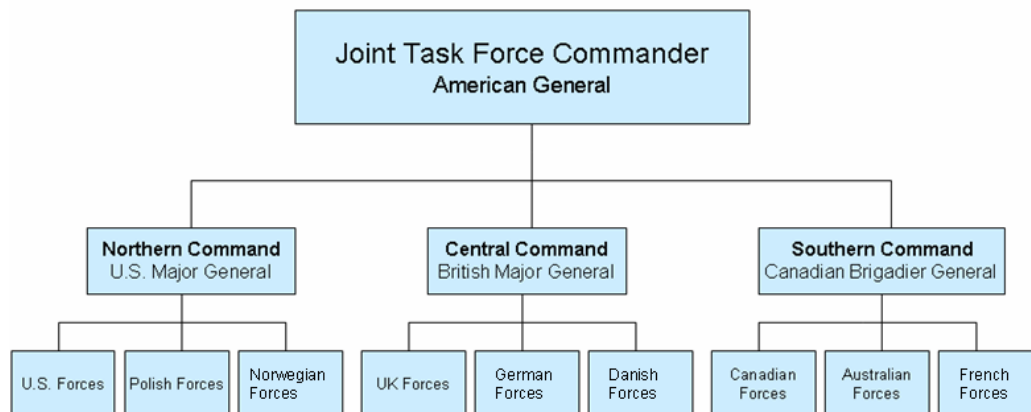 Joint Task Force Commander
American General
Northern Command
U.S. Major General
Central Command
British Major General
Southern Command
Canadian Brigadier General
U.S. Forces
Polish Forces
Norwegian
Forces
UK Forces
German
Forces
Danish
Forces
Canadian
Forces
Australian
Forces
French
Forces